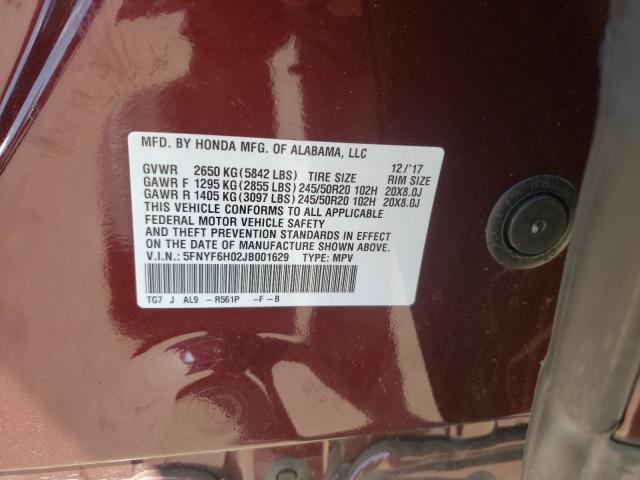 MFD. BY HONDA MFG. OF ALABAMA, LLC
GVWR 2650 KG (5842 LBS) TIRE SIZE 12/'17 RIM SIZE
GAWR F 1295 KG (2855 LBS) 245/50R20 102H 20X8.0J
GAWR R 1405 KG (3097 LBS) 245/50R20 102H 20X8.0J
THIS VEHICLE CONFORMS TO ALL APPLICABLE
FEDERAL MOTOR VEHICLE SAFETY
AND THEFT PREVENTION STANDARDS IN EFFECT
ON THE DATE OF MANUFACTURE SHOWN ABOVE.
V.I.N.: 5FNYF6H02JB001629 TYPE: MPV
TG7 J AL9 -R561P -F-B